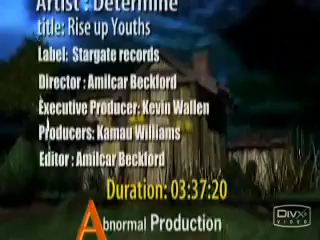 Artist : Determine
title: Rise up Youths
Label: Stargate records
Director : Amilcar Beckford
Executive Producer: Kevin Wallen
Producers: Kamau Williams
Editor : Amilcar Beckford
Duration: 03:37:20
Abnormal Production
DivX
VIDEO